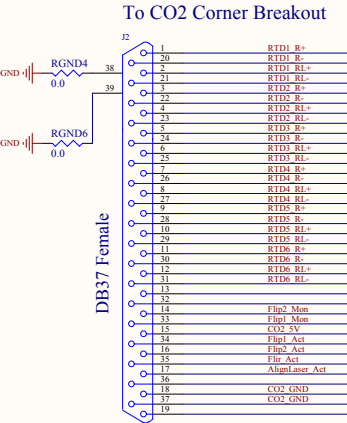 To CO2 Corner Breakout
J2
RGND4
GND
0.0
38
39
RGND6
GND
0.0
DB37 Female
1 RTD1_R+
20 RTD1_R-
2 RTD1_RL+
21 RTD1_RL-
3 RTD2_R+
22 RTD2_R-
4 RTD2_RL+
23 RTD2_RL-
5 RTD3_R+
24 RTD3_R-
6 RTD3_RL+
25 RTD3_RL-
7 RTD4_R+
26 RTD4_R-
8 RTD4_RL+
27 RTD4_RL-
9 RTD5_R+
28 RTD5_R-
10 RTD5_RL+
29 RTD5_RL-
11 RTD6_R+
30 RTD6_R-
12 RTD6_RL+
31 RTD6_RL-
13
32
14 Flip2_Mon
33 Flip1_Mon
15 CO2_5V
34 Flip1_Act
16 Flip2_Act
35 Flir_Act
17 AlignLaser_Act
36
18 CO2_GND
37 CO2_GND
19